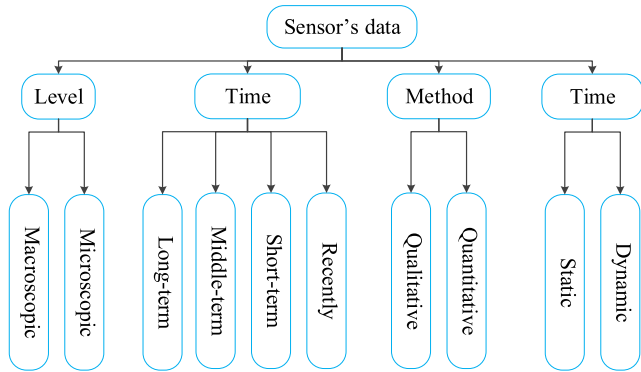 Sensor's data
Level
Time
Method
Time
Macroscopic
Microscopic
Long-term
Middle-term
Short-term
Recently
Qualitative
Quantitative
Static
Dynamic